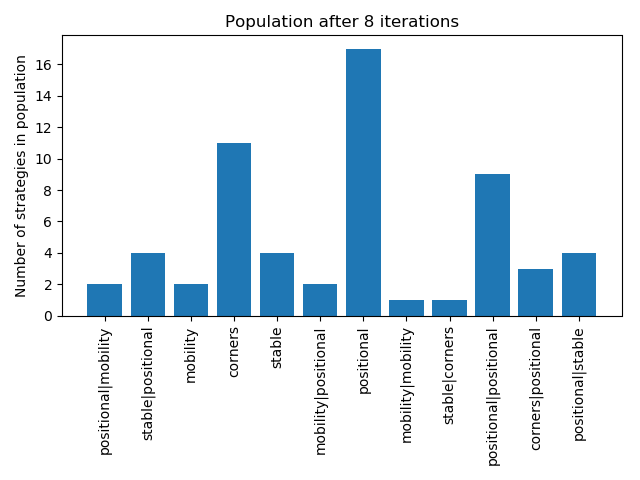 Population after 8 iterations
Number of strategies in population
16
14
12
10
8
6
4
2
0
positional|mobility
stable|positional
mobility
corners
stable
mobility|positional
positional
mobility|mobility
stable|corners
positional|positional
corners|positional
positional|stable